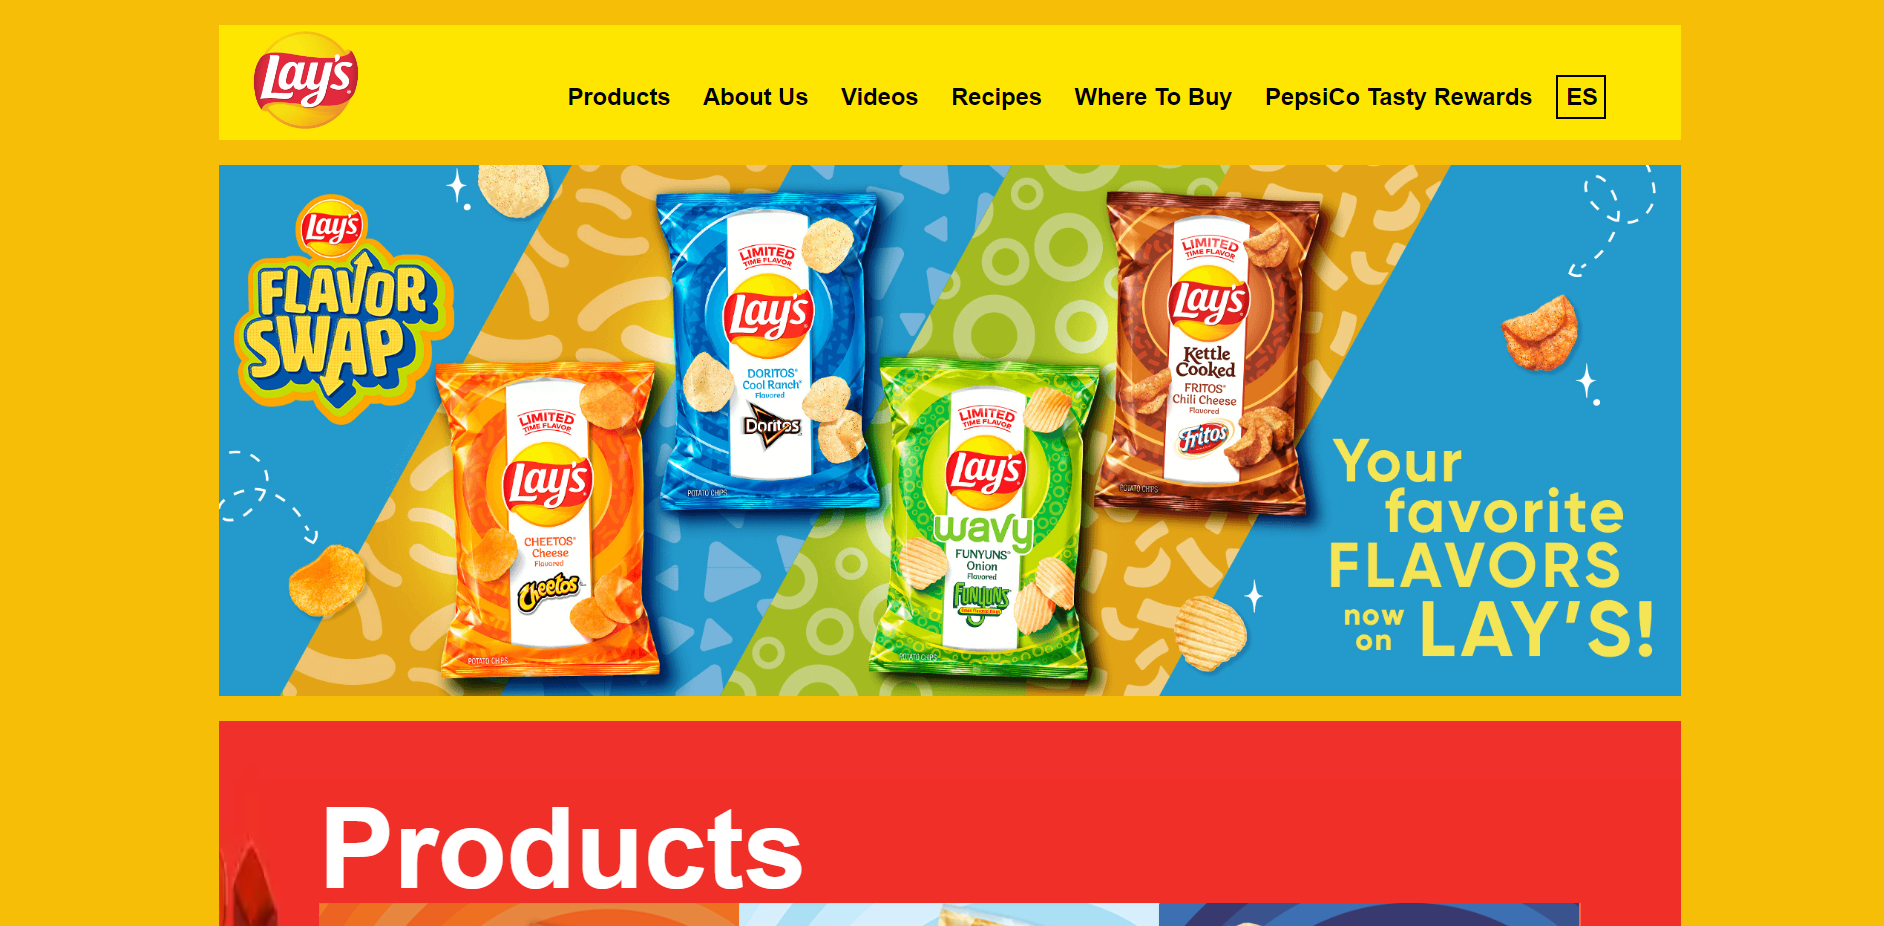 Lay's
Products About Us Videos Recipes Where To Buy PepsiCo Tasty Rewards ES
Lay's
FLAVOR
SWAP
LIMITED
TIME FLAVOR
Lay's
CHEETOS®
Cheese
Flavored
Cheetos
POTATO CHIPS
LIMITED
TIME FLAVOR
Lay's
DORITOS®
Cool Ranch®
Flavored
Doritos
POTATO CHIPS
LIMITED
TIME FLAVOR
Lay's
wavy
FUNYUNS®
Onion
Flavored
FUNYUNS
POTATO CHIPS
LIMITED
TIME FLAVOR
Lay's
Kettle
Cooked
FRITOS®
Chili Cheese
Flavored
Fritos
POTATO CHIPS
Your
favorite
FLAVORS
now
on LAY'S!
Products